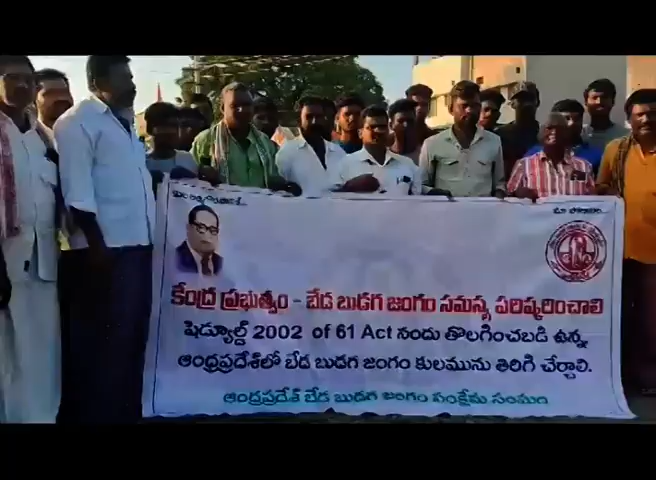 కేంద్ర ప్రభుత్వం - బేడ బుడగ జంగం సమస్య పరిష్కరించాలి
షెడ్యూల్డ్ 2002 of 61 Act నందు తొలగించబడి ఉన్న
ఆంధ్రప్రదేశ్‌లో బేడ బుడగ జంగం కులమును తిరిగి చేర్చాలి.
ఆంధ్రప్రదేశ్ బేడ బుడగ జంగం సంక్షేమ సంఘం